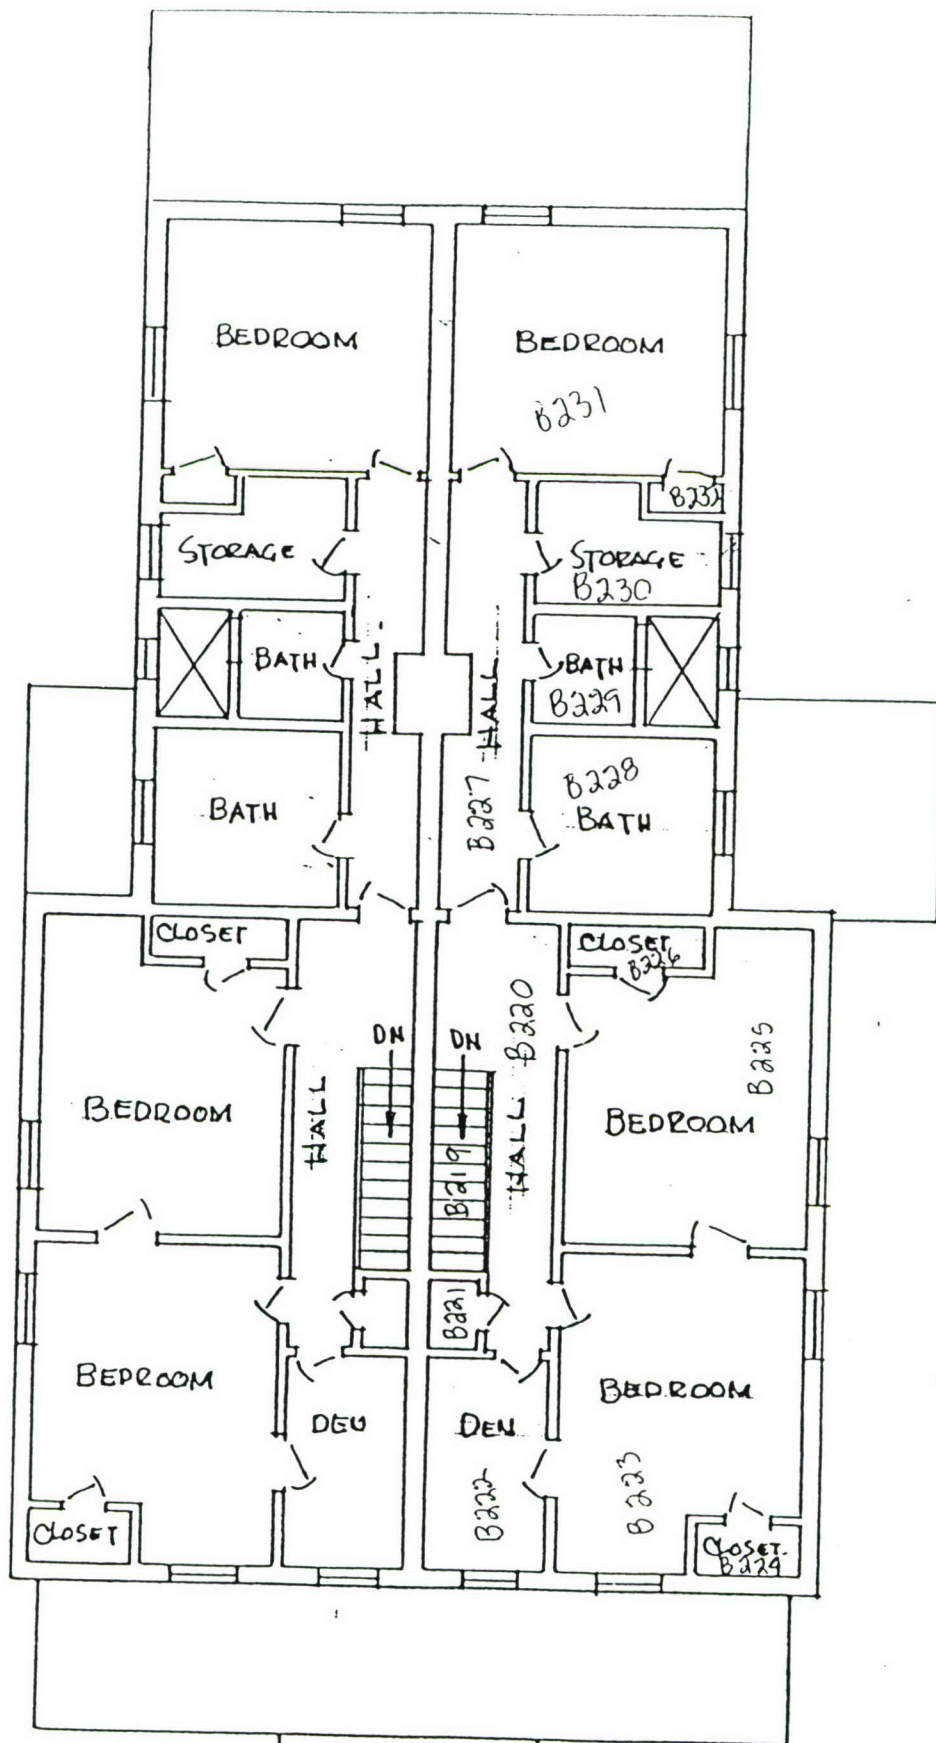 BEDROOM
BEDROOM
B231
B232
STORAGE
STORAGE
B230
BATH
HALL
HALL
BATH
B229
BATH
B227
B228
BATH
CLOSET
CLOSET
B226
B220
DN
DN
B225
BEDROOM
HALL
B219
HALL
BEDROOM
B221
BEDROOM
DEN
DEN
BEDROOM
B222
B223
CLOSET
CLOSET
B224